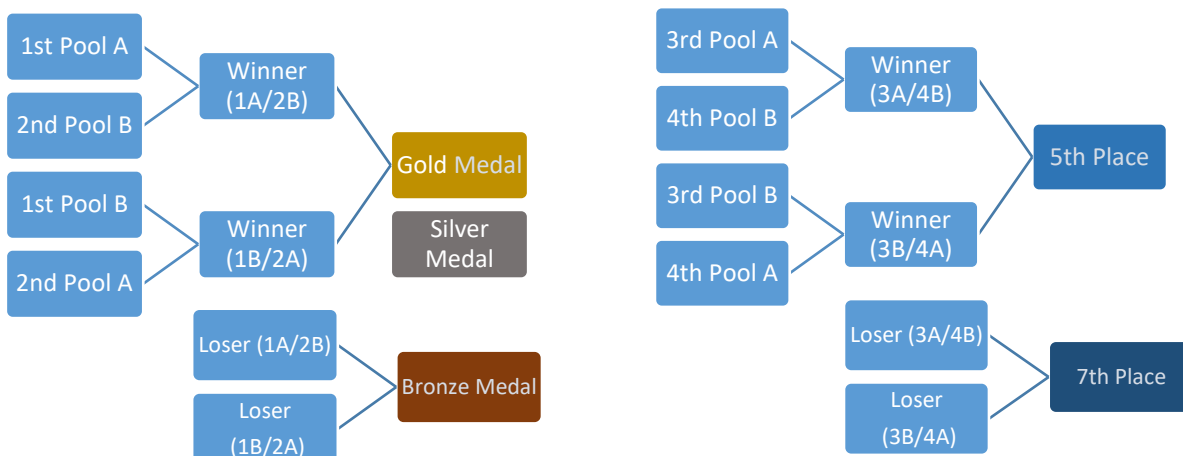 1st Pool A
2nd Pool B
1st Pool B
2nd Pool A
Winner
(1A/2B)
Winner
(1B/2A)
Gold Medal
Silver
Medal
Loser (1A/2B)
Loser
(1B/2A)
Bronze Medal
3rd Pool A
4th Pool B
3rd Pool B
4th Pool A
Winner
(3A/4B)
Winner
(3B/4A)
5th Place
Loser (3A/4B)
Loser
(3B/4A)
7th Place